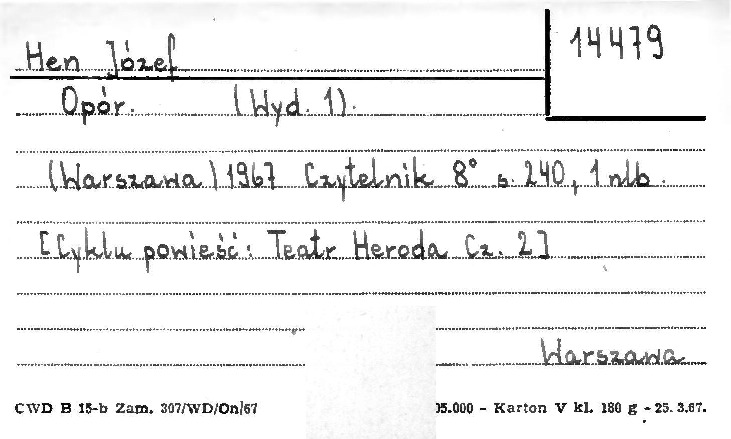 14479
Hen Józef
Opór. (Wyd. 1).
(Warszawa) 1967 Czytelnik 8° s. 240, 1 nlb.
[Cyklu powieść: Teatr Heroda Cz. 2]
Warszawa
CWD B 15-b Zam. 307/WD/On/67 05.000 - Karton V kl. 180 g - 25.3.67.